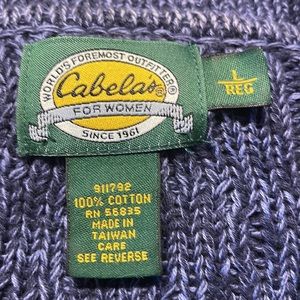 WORLD'S FOREMOST OUTFITTER®
Cabela's®
FOR WOMEN
SINCE 1961
L
REG
911792
100% COTTON
RN 56835
MADE IN
TAIWAN
CARE
SEE REVERSE